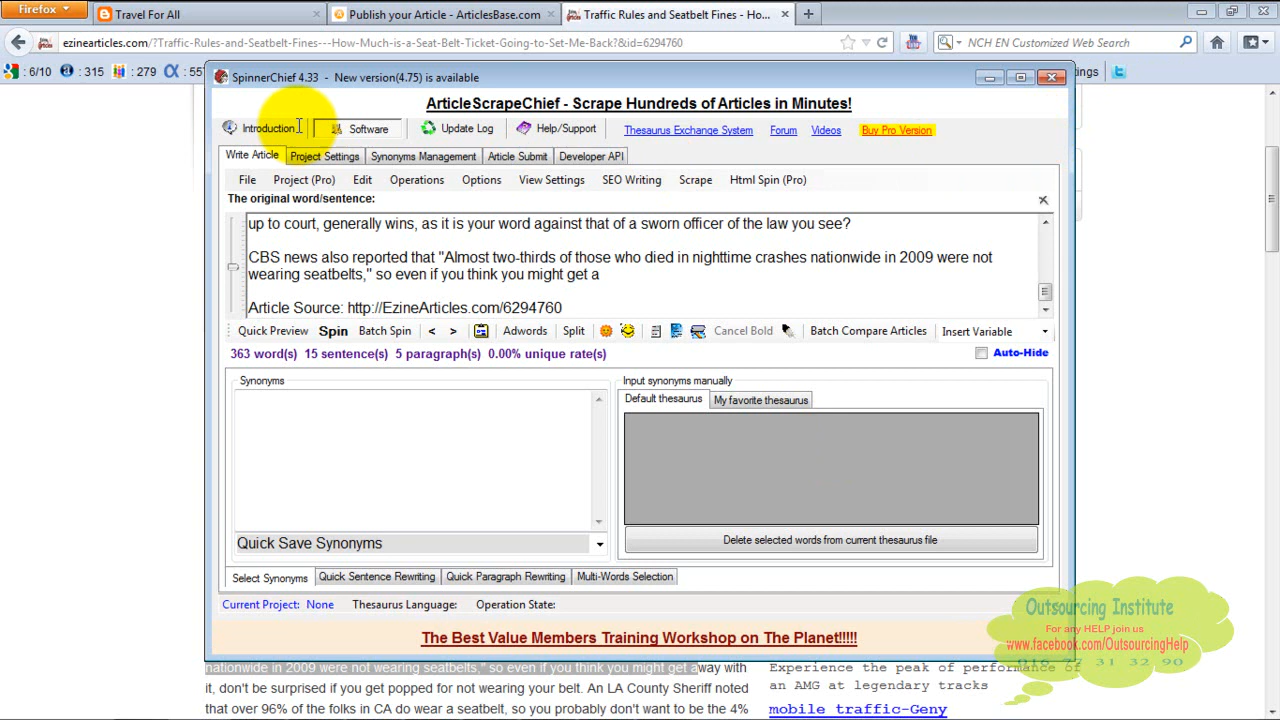 Firefox
Travel For All
Publish your Article - ArticlesBase.com
Traffic Rules and Seatbelt Fines - Ho...
ezinearticles.com/?Traffic-Rules-and-Seatbelt-Fines---How-Much-is-a-Seat-Belt-Ticket-Going-to-Set-Me-Back?&id=6294760
NCH EN Customized Web Search
: 6/10
: 315
: 279
SpinnerChief 4.33 - New version(4.75) is available
ArticleScrapeChief - Scrape Hundreds of Articles in Minutes!
Introduction
Software
Update Log
Help/Support
Thesaurus Exchange System
Forum
Videos
Buy Pro Version
Write Article
Project Settings
Synonyms Management
Article Submit
Developer API
File
Project (Pro)
Edit
Operations
Options
View Settings
SEO Writing
Scrape
Html Spin (Pro)
The original word/sentence:
up to court, generally wins, as it is your word against that of a sworn officer of the law you see?
CBS news also reported that "Almost two-thirds of those who died in nighttime crashes nationwide in 2009 were not
wearing seatbelts," so even if you think you might get a
Article Source: http://EzineArticles.com/6294760
Quick Preview
Spin
Batch Spin
<
>
Adwords
Split
Cancel Bold
Batch Compare Articles
Insert Variable
363 word(s) 15 sentence(s) 5 paragraph(s) 0.00% unique rate(s)
Auto-Hide
Synonyms
Input synonyms manually
Default thesaurus
My favorite thesaurus
Quick Save Synonyms
Delete selected words from current thesaurus file
Select Synonyms
Quick Sentence Rewriting
Quick Paragraph Rewriting
Multi-Words Selection
Current Project: None
Thesaurus Language:
Operation State:
The Best Value Members Training Workshop on The Planet!!!!!
Outsourcing Institute
For any HELP join us
www.facebook.com/OutsourcingHelp
016 77 31 32 90
nationwide in 2009 were not wearing seatbelts," so even if you think you might get away with
it, don't be surprised if you get popped for not wearing your belt. An LA County Sheriff noted
that over 96% of the folks in CA do wear a seatbelt, so you probably don't want to be the 4%
Experience the peak of performance of
an AMG at legendary tracks
mobile traffic-Geny